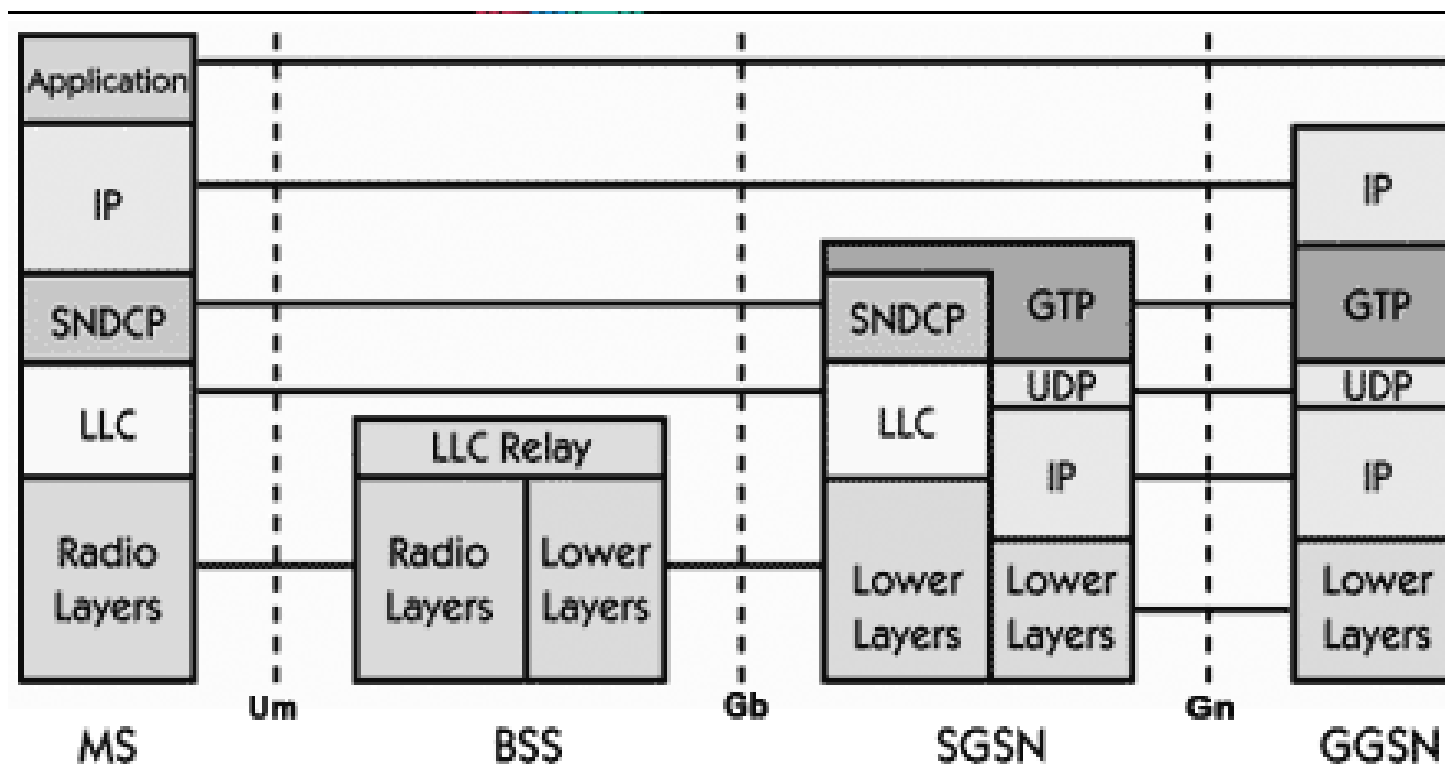 Application
IP
SNDCP
LLC
Radio
Layers
MS
Um
LLC Relay
Radio
Layers
Lower
Layers
BSS
Gb
SNDCP
LLC
Lower
Layers
GTP
UDP
IP
Lower
Layers
SGSN
Gn
IP
GTP
UDP
IP
Lower
Layers
GGSN